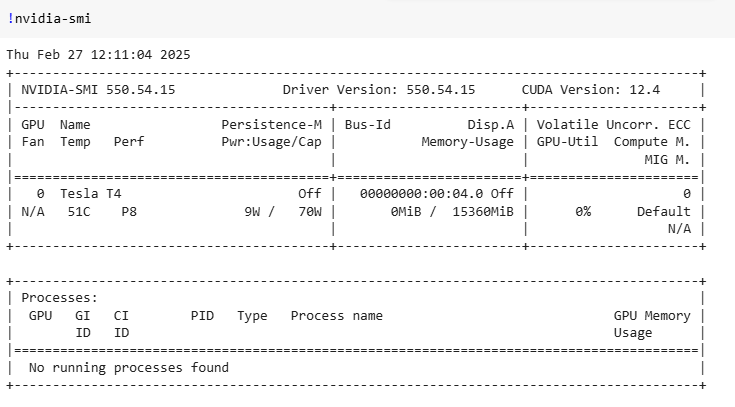 !nvidia-smi
Thu Feb 27 12:11:04 2025
+-----------------------------------------------------------------------------------------+
| NVIDIA-SMI 550.54.15              Driver Version: 550.54.15      CUDA Version: 12.4     |
|-----------------------------------------+------------------------+----------------------+
| GPU  Name                 Persistence-M | Bus-Id          Disp.A | Volatile Uncorr. ECC |
| Fan  Temp   Perf          Pwr:Usage/Cap |           Memory-Usage | GPU-Util  Compute M. |
|                                         |                        |               MIG M. |
|=========================================+========================+======================|
|   0  Tesla T4                       Off |   00000000:00:04.0 Off |                    0 |
| N/A   51C    P8              9W /   70W |       0MiB /  15360MiB |      0%      Default |
|                                         |                        |                  N/A |
+-----------------------------------------+------------------------+----------------------+
+-----------------------------------------------------------------------------------------+
| Processes:                                                                              |
|  GPU   GI   CI        PID   Type   Process name                              GPU Memory |
|        ID   ID                                                               Usage      |
|=========================================================================================|
|  No running processes found                                                             |
+-----------------------------------------------------------------------------------------+